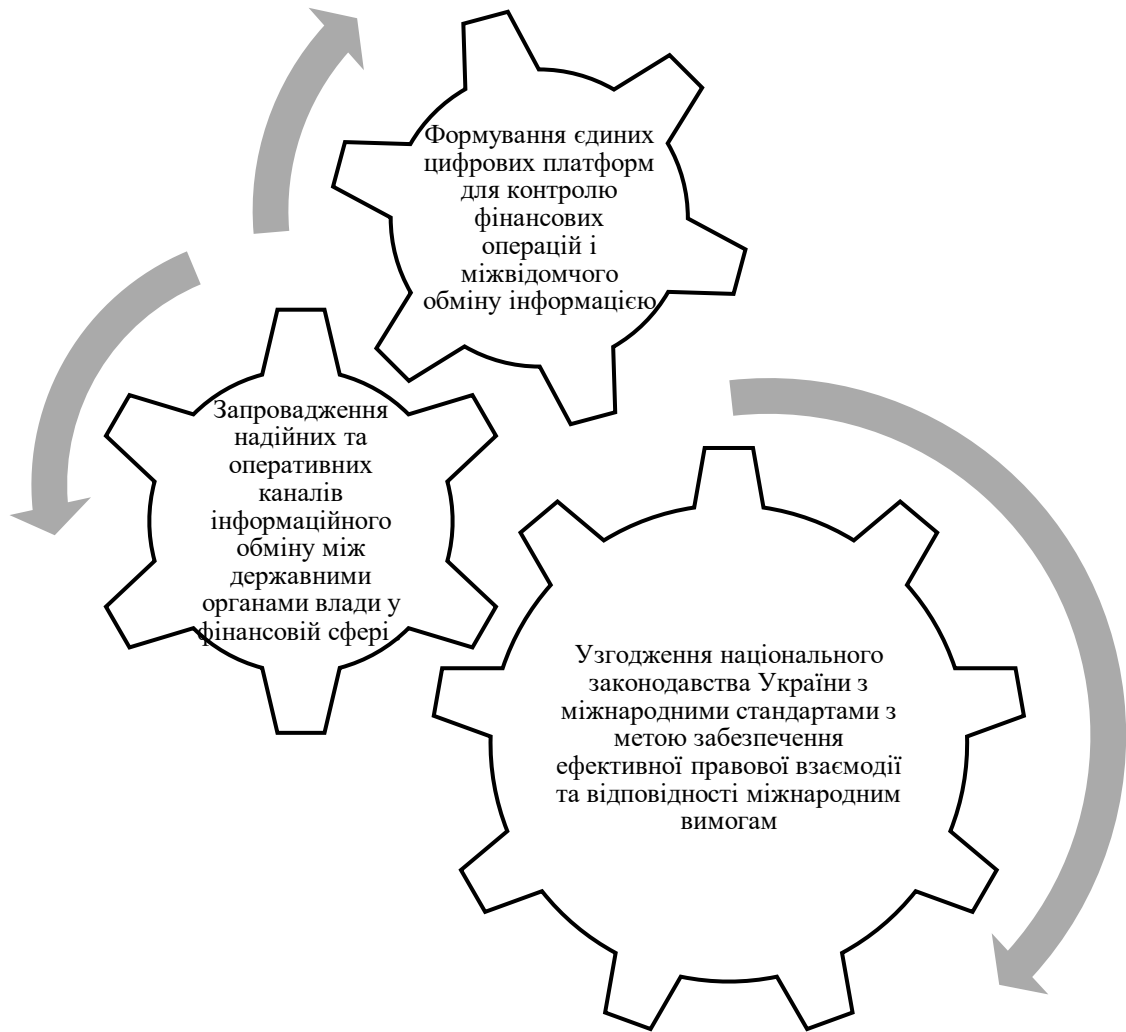 Формування єдиних
цифрових платформ
для контролю
фінансових
операцій і
міжвідомчого
обміну інформацією
Запровадження
надійних та
оперативних
каналів
інформаційного
обміну між
державними
органами влади у
фінансовій сфері
Узгодження національного
законодавства України з
міжнародними стандартами з
метою забезпечення
ефективної правової взаємодії
та відповідності міжнародним
вимогам